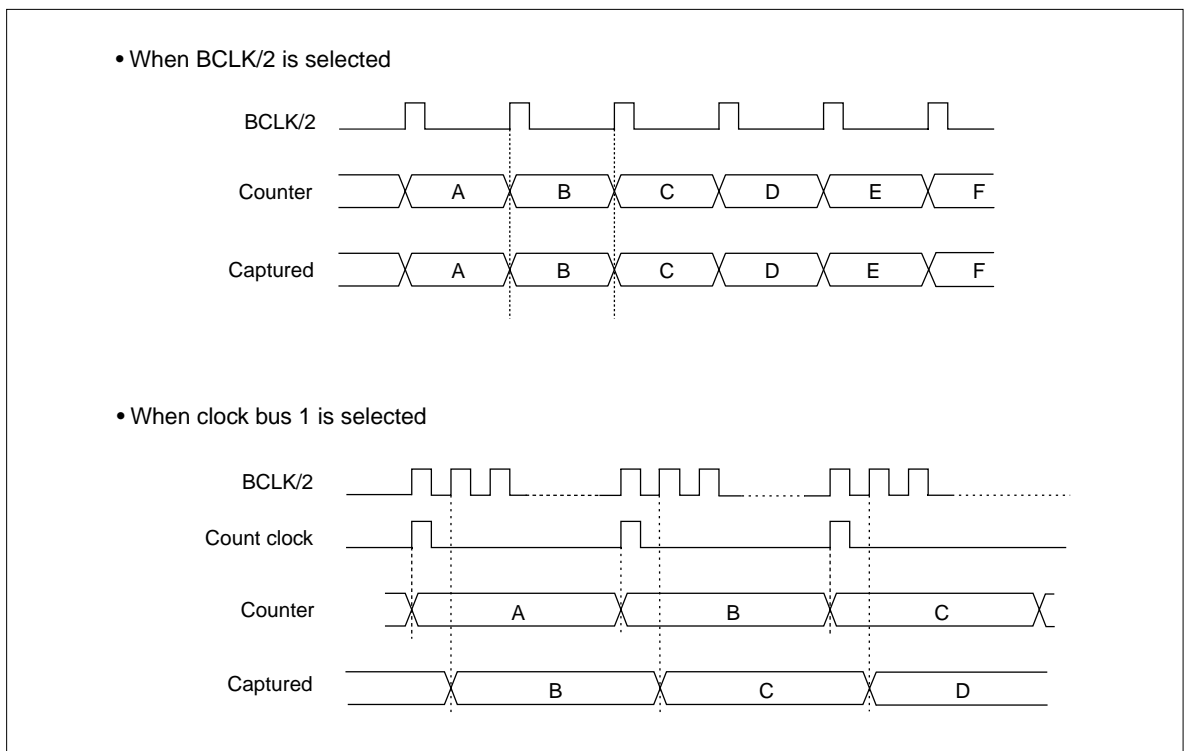 • When BCLK/2 is selected
BCLK/2
Counter A B C D E F
Captured A B C D E F
• When clock bus 1 is selected
BCLK/2
Count clock
Counter A B C
Captured B C D